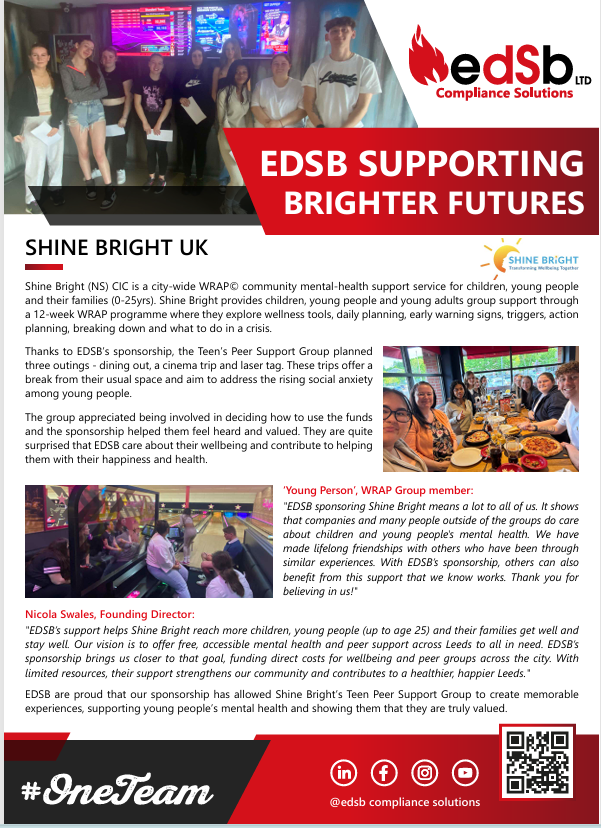 edSb LTD
Compliance Solutions
EDSB SUPPORTING
BRIGHTER FUTURES
SHINE BRIGHT UK
SHINE BRIGHT
Transforming Wellbeing Together
Shine Bright (NS) CIC is a city-wide WRAP© community mental-health support service for children, young people
and their families (0-25yrs). Shine Bright provides children, young people and young adults group support through
a 12-week WRAP programme where they explore wellness tools, daily planning, early warning signs, triggers, action
planning, breaking down and what to do in a crisis.
Thanks to EDSB's sponsorship, the Teen's Peer Support Group planned
three outings - dining out, a cinema trip and laser tag. These trips offer a
break from their usual space and aim to address the rising social anxiety
among young people.
The group appreciated being involved in deciding how to use the funds
and the sponsorship helped them feel heard and valued. They are quite
surprised that EDSB care about their wellbeing and contribute to helping
them with their happiness and health.
'Young Person', WRAP Group member:
"EDSB sponsoring Shine Bright means a lot to all of us. It shows
that companies and many people outside of the groups do care
about children and young people's mental health. We have
made lifelong friendships with others who have been through
similar experiences. With EDSB's sponsorship, others can also
benefit from this support that we know works. Thank you for
believing in us!"
Nicola Swales, Founding Director:
"EDSB's support helps Shine Bright reach more children, young people (up to age 25) and their families get well and
stay well. Our vision is to offer free, accessible mental health and peer support across Leeds to all in need. EDSB's
sponsorship brings us closer to that goal, funding direct costs for wellbeing and peer groups across the city. With
limited resources, their support strengthens our community and contributes to a healthier, happier Leeds."
EDSB are proud that our sponsorship has allowed Shine Bright's Teen Peer Support Group to create memorable
experiences, supporting young people's mental health and showing them that they are truly valued.
#OneTeam
@edsb compliance solutions